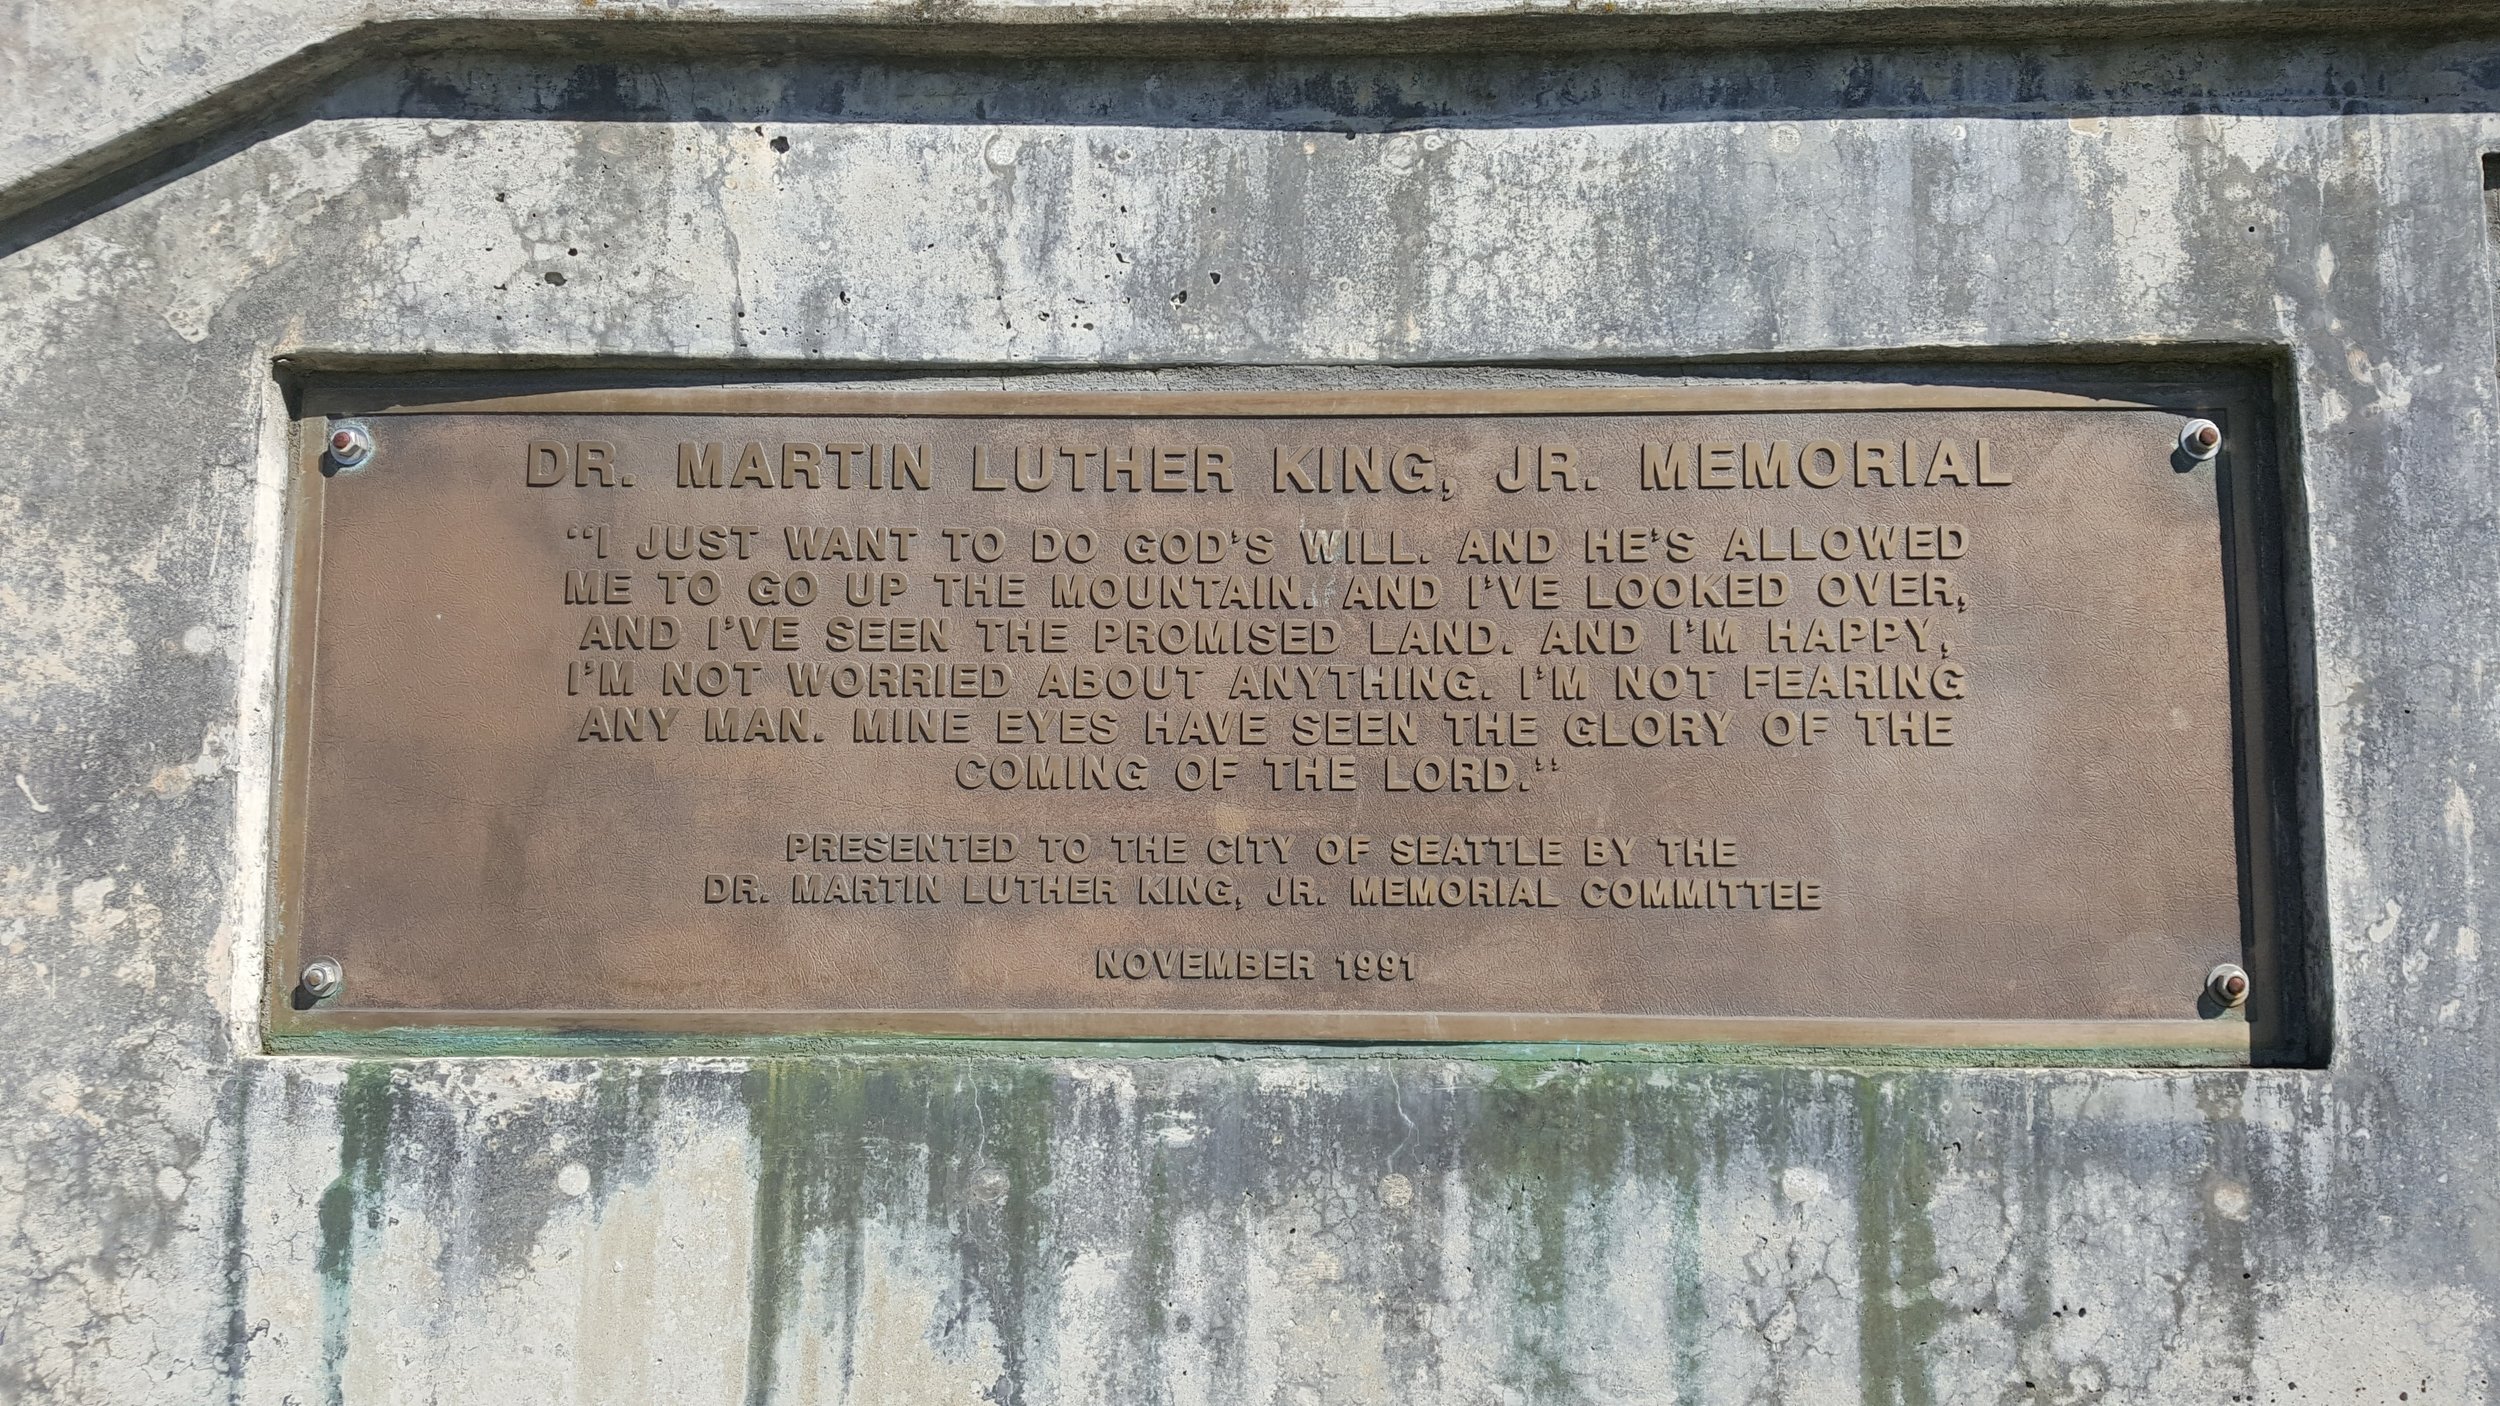 DR. MARTIN LUTHER KING, JR. MEMORIAL
“I JUST WANT TO DO GOD'S WILL. AND HE'S ALLOWED
ME TO GO UP THE MOUNTAIN. AND I'VE LOOKED OVER,
AND I'VE SEEN THE PROMISED LAND. AND I'M HAPPY,
I'M NOT WORRIED ABOUT ANYTHING. I'M NOT FEARING
ANY MAN. MINE EYES HAVE SEEN THE GLORY OF THE
COMING OF THE LORD.”
PRESENTED TO THE CITY OF SEATTLE BY THE
DR. MARTIN LUTHER KING, JR. MEMORIAL COMMITTEE
NOVEMBER 1991